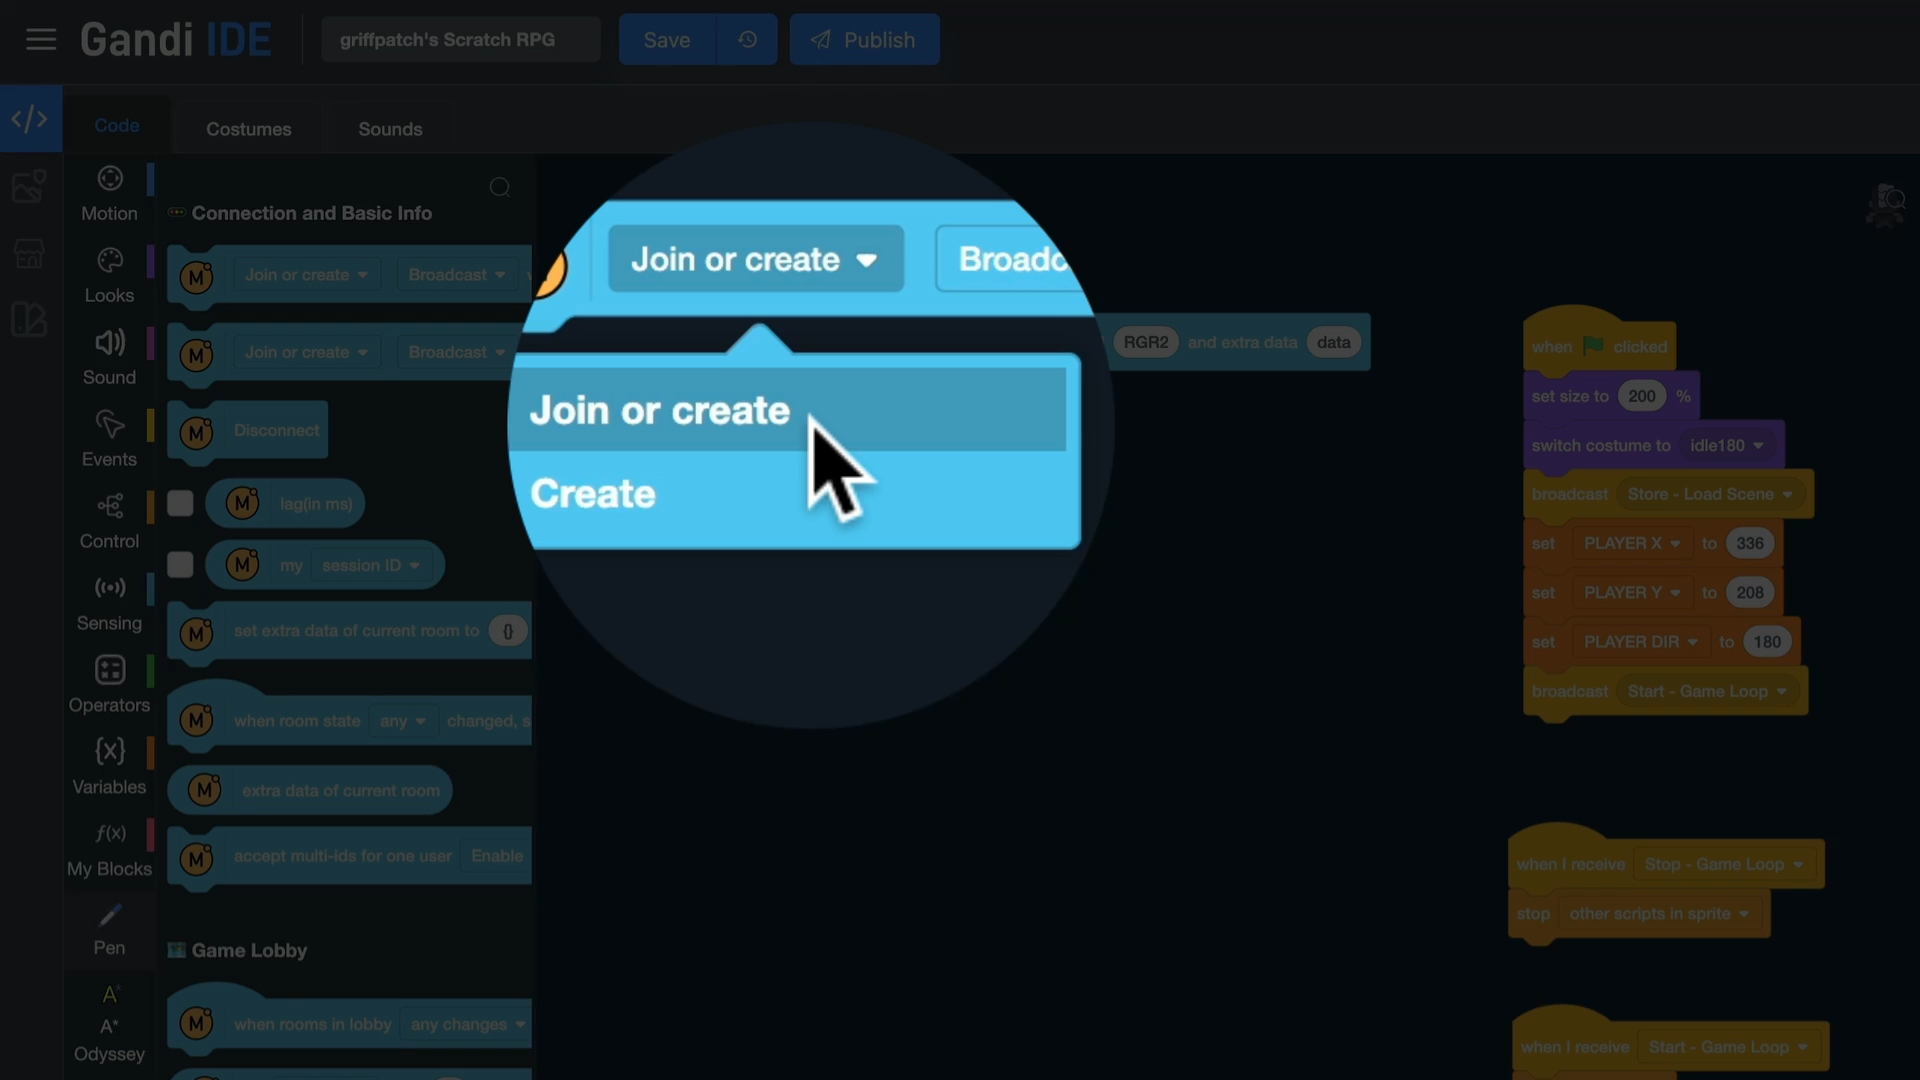 Gandi IDE
griffpatch's Scratch RPG
Save
Publish
Code
Costumes
Sounds
Motion
Looks
Sound
Events
Control
Sensing
Operators
Variables
My Blocks
Pen
Odyssey
Connection and Basic Info
M Join or create Broadcast
M Join or create Broadcast
M Disconnect
M lag(in ms)
M my session ID
M set extra data of current room to {}
M when room state any changed, s
M extra data of current room
M accept multi-ids for one user Enable
Game Lobby
M when rooms in lobby any changes
Join or create Broadc
Join or create
Create
RGR2 and extra data data
when clicked
set size to 200 %
switch costume to idle180
broadcast Store - Load Scene
set PLAYER X to 336
set PLAYER Y to 208
set PLAYER DIR to 180
broadcast Start - Game Loop
when I receive Stop - Game Loop
stop other scripts in sprite
when I receive Start - Game Loop